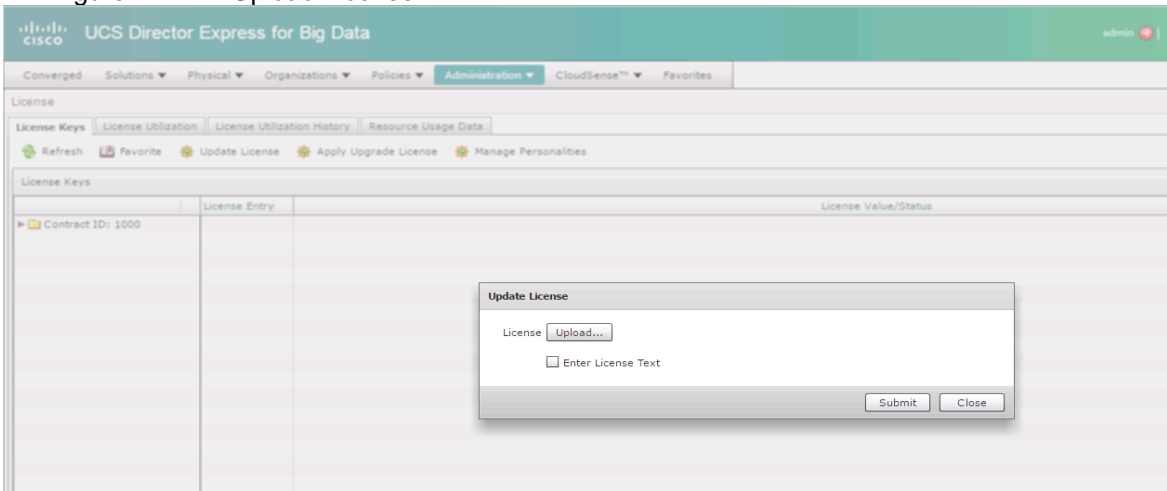 cisco UCS Director Express for Big Data admin
Converged Solutions Physical Organizations Policies Administration CloudSense™ Favorites
License
License Keys License Utilization License Utilization History Resource Usage Data
Refresh Favorite Update License Apply Upgrade License Manage Personalities
License Keys
License Entry License Value/Status
Contract ID: 1000
Update License
License Upload...
Enter License Text
Submit Close